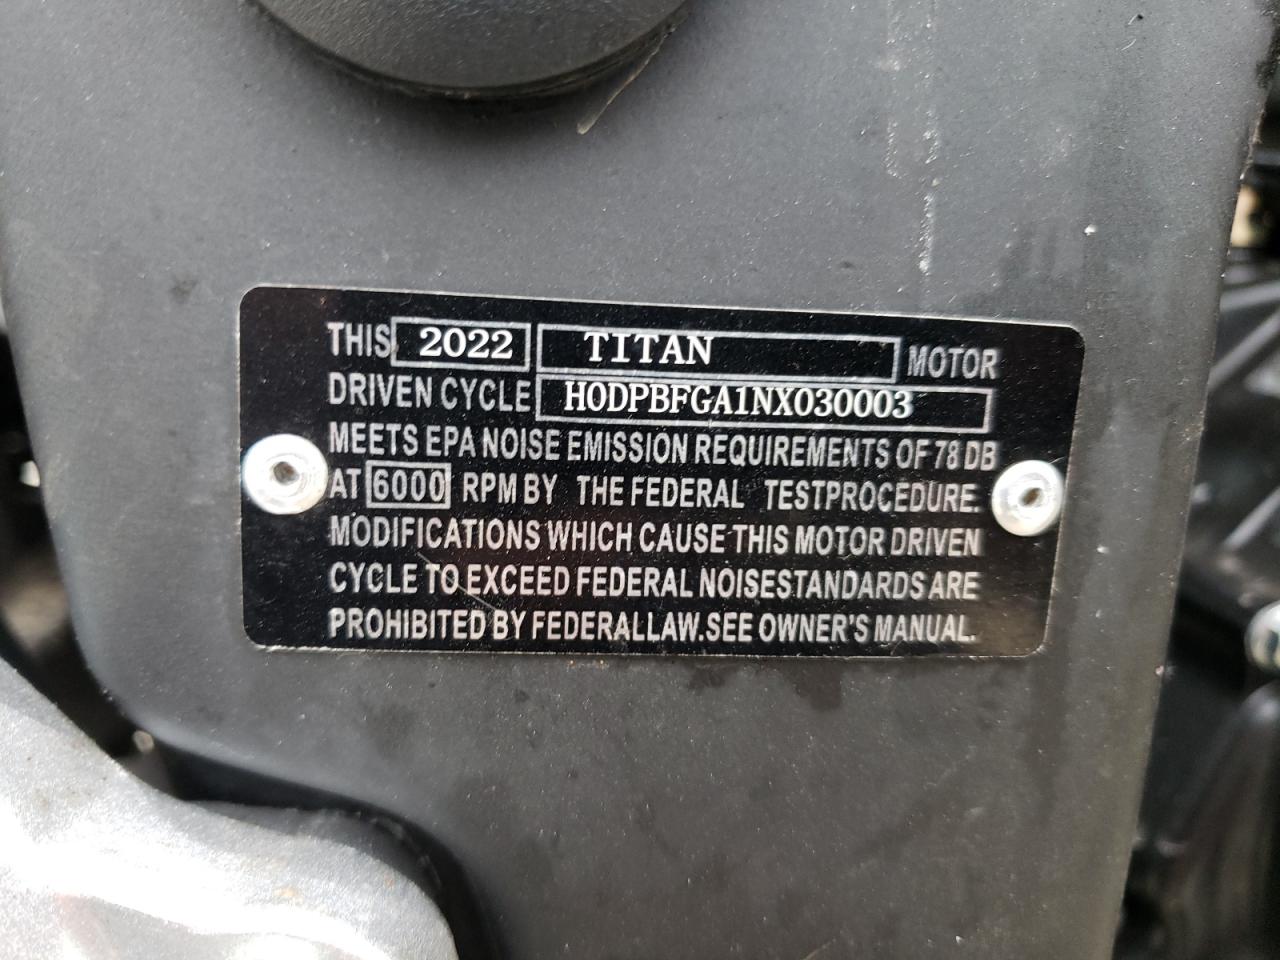 THIS 2022 TITAN MOTOR
DRIVEN CYCLE H0DPBFGA1NX030003
MEETS EPA NOISE EMISSION REQUIREMENTS OF 78 DB
AT 6000 RPM BY THE FEDERAL TESTPROCEDURE.
MODIFICATIONS WHICH CAUSE THIS MOTOR DRIVEN
CYCLE TO EXCEED FEDERAL NOISESTANDARDS ARE
PROHIBITED BY FEDERALLAW.SEE OWNER'S MANUAL.